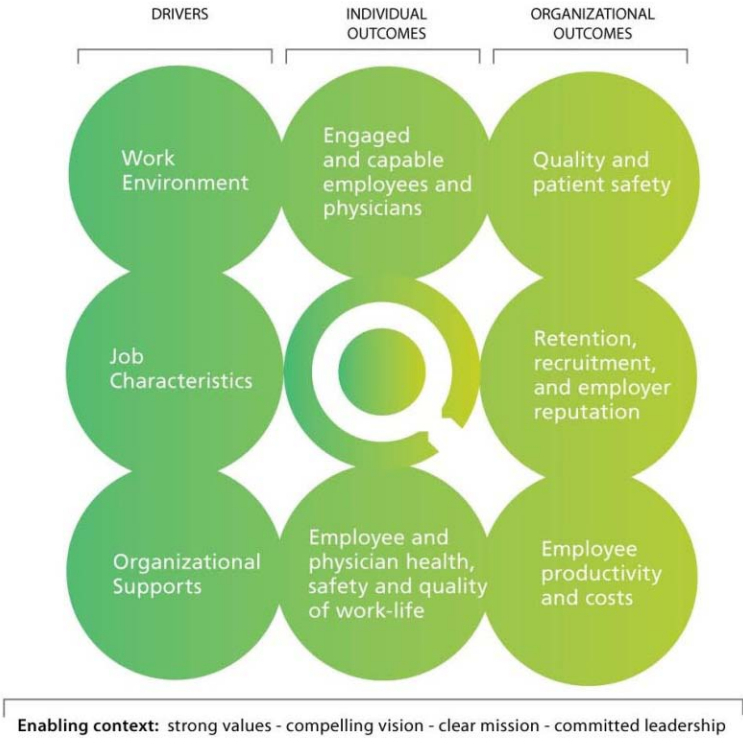 DRIVERS
INDIVIDUAL
OUTCOMES
ORGANIZATIONAL
OUTCOMES
Work
Environment
Engaged
and capable
employees and
physicians
Quality and
patient safety
Job
Characteristics
Retention,
recruitment,
and employer
reputation
Organizational
Supports
Employee and
physician health,
safety and quality
of work-life
Employee
productivity
and costs
Enabling context: strong values - compelling vision - clear mission - committed leadership